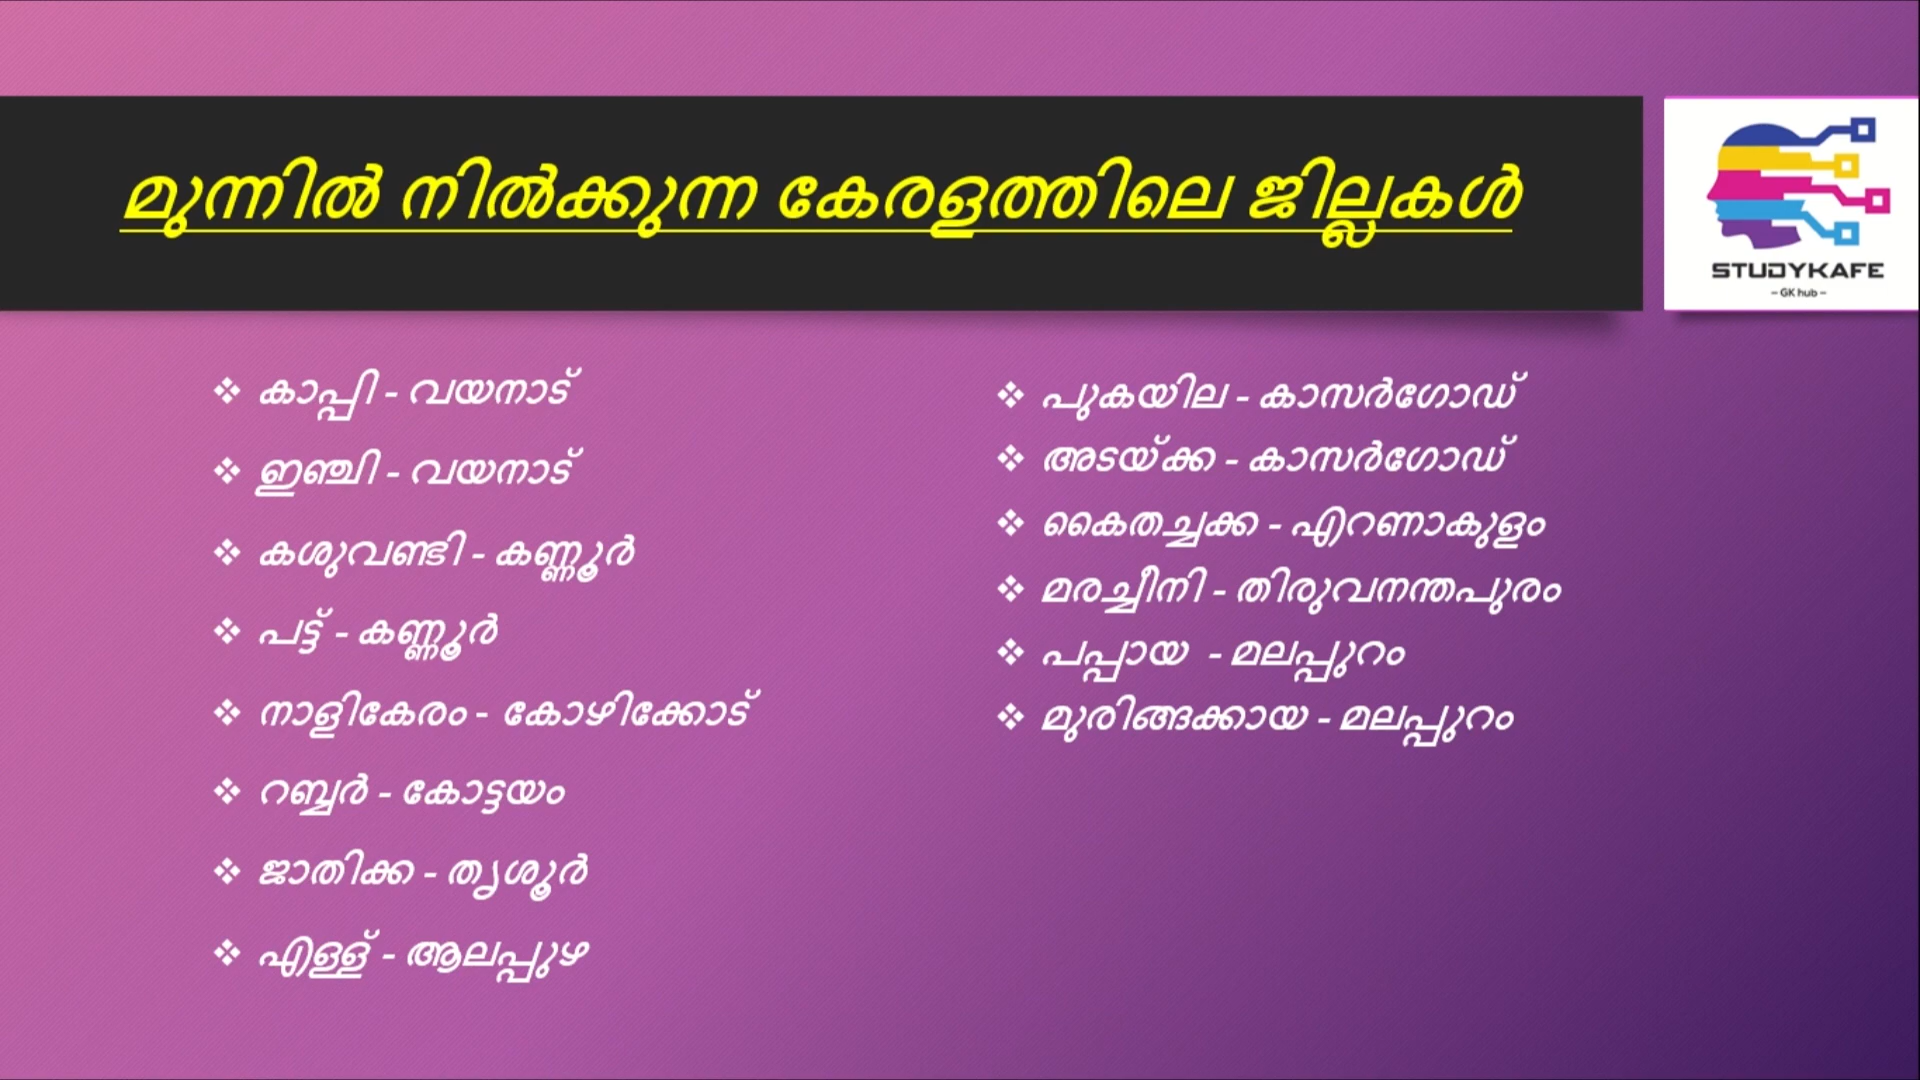 മുന്നിൽ നിൽക്കുന്ന കേരളത്തിലെ ജില്ലകൾ
STUDYKAFE
– GK hub –
❖ കാപ്പി - വയനാട്
❖ ഇഞ്ചി - വയനാട്
❖ കശുവണ്ടി - കണ്ണൂർ
❖ പട്ട് - കണ്ണൂർ
❖ നാളികേരം - കോഴിക്കോട്
❖ റബ്ബർ - കോട്ടയം
❖ ജാതിക്ക - തൃശൂർ
❖ എള്ള് - ആലപ്പുഴ
❖ പുകയില - കാസർഗോഡ്
❖ അടയ്ക്ക - കാസർഗോഡ്
❖ കൈതച്ചക്ക - എറണാകുളം
❖ മരച്ചീനി - തിരുവനന്തപുരം
❖ പപ്പായ - മലപ്പുറം
❖ മുരിങ്ങക്കായ - മലപ്പുറം